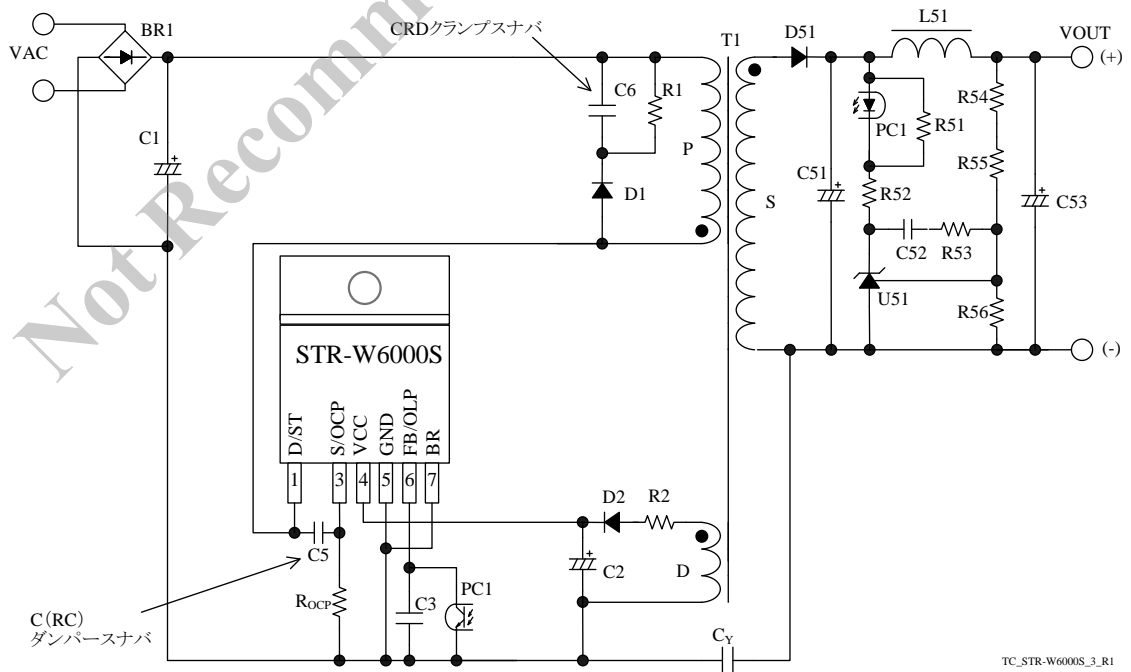 CRDクランプスナバ
L51
BR1
T1
D51
VOUT
VAC
(+)
C6
R1
R54
PC1
R51
C1
P
R55
C51
R52
D1
S
C53
C52
R53
U51
R56
STR-W6000S
(-)
D/ST
S/OCP
VCC
GND
FB/OLP
BR
1 3 4 5 6 7
D2 R2
C5
C2
D
PC1
ROCP
C3
C(RC)
ダンパースナバ
CY
TC_STR-W6000S_3_R1
Not Recomm